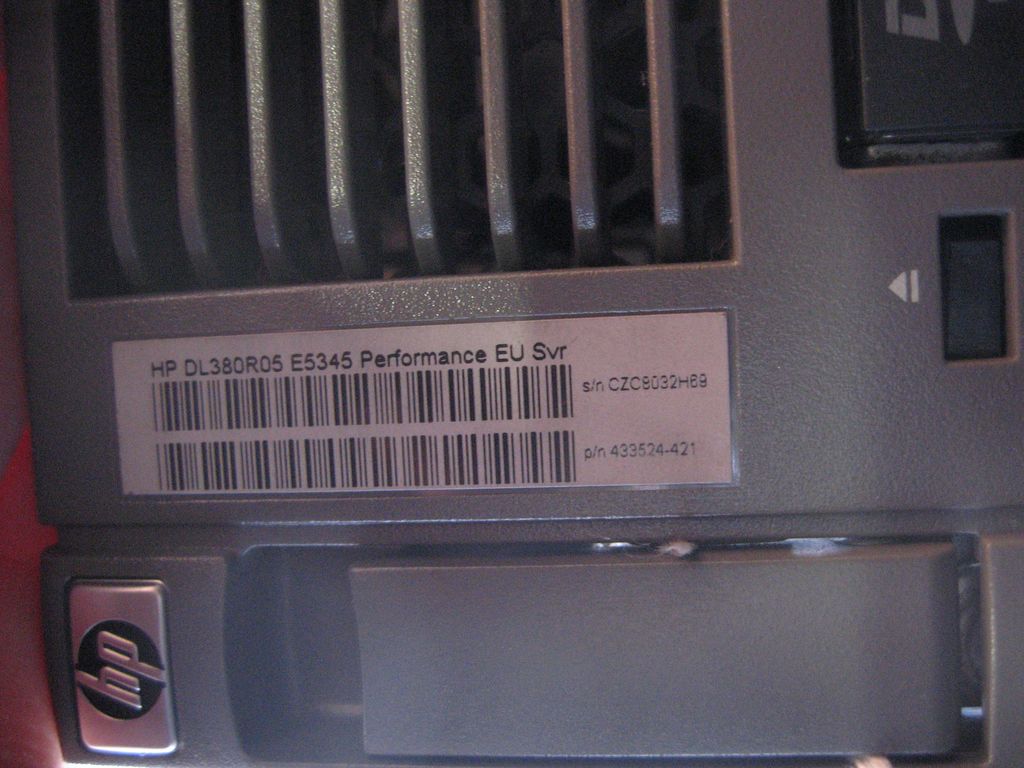 HP DL380R05 E5345 Performance EU Svr
s/n CZC8032H69
p/n 433524-421
hp